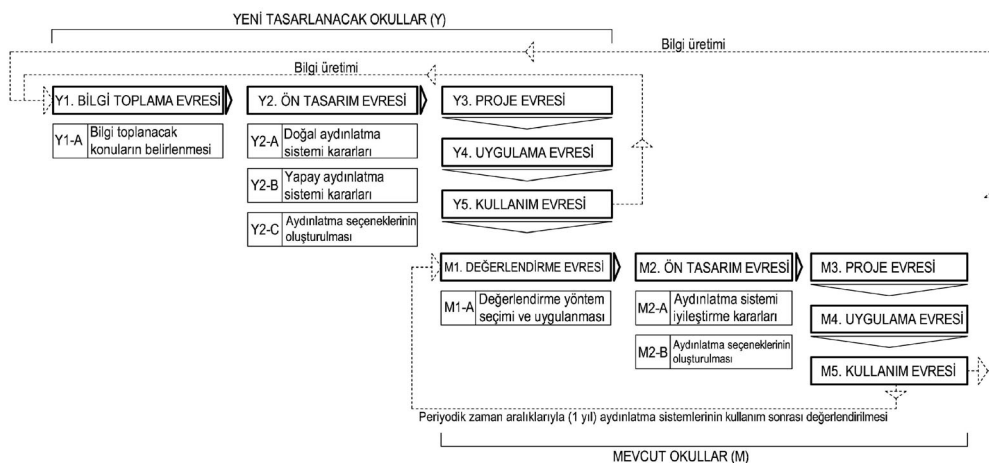 YENİ TASARLANACAK OKULLAR (Y)
Bilgi üretimi
Bilgi üretimi
Y1. BİLGİ TOPLAMA EVRESİ
Y2. ÖN TASARIM EVRESİ
Y3. PROJE EVRESİ
Y1-A
Bilgi toplanacak
konuların belirlenmesi
Y2-A
Doğal aydınlatma
sistemi kararları
Y4. UYGULAMA EVRESİ
Y2-B
Yapay aydınlatma
sistemi kararları
Y5. KULLANIM EVRESİ
Y2-C
Aydınlatma seçeneklerinin
oluşturulması
M1. DEĞERLENDİRME EVRESİ
M2. ÖN TASARIM EVRESİ
M3. PROJE EVRESİ
M1-A
Değerlendirme yöntem
seçimi ve uygulanması
M2-A
Aydınlatma sistemi
iyileştirme kararları
M4. UYGULAMA EVRESİ
M2-B
Aydınlatma seçeneklerinin
oluşturulması
M5. KULLANIM EVRESİ
Periyodik zaman aralıklarıyla (1 yıl) aydınlatma sistemlerinin kullanım sonrası değerlendirilmesi
MEVCUT OKULLAR (M)